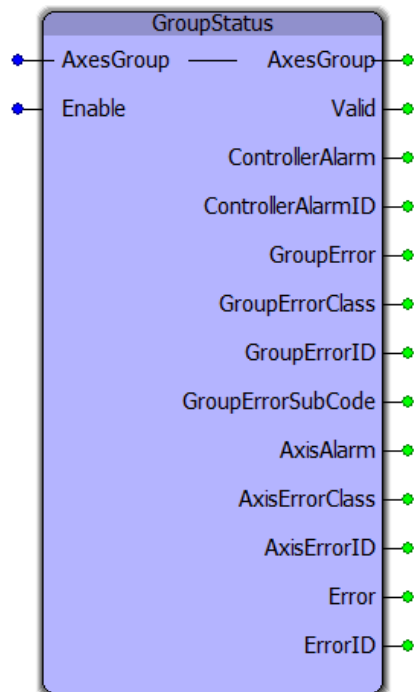 GroupStatus
AxesGroup AxesGroup
Enable Valid
ControllerAlarm
ControllerAlarmID
GroupError
GroupErrorClass
GroupErrorID
GroupErrorSubCode
AxisAlarm
AxisErrorClass
AxisErrorID
Error
ErrorID